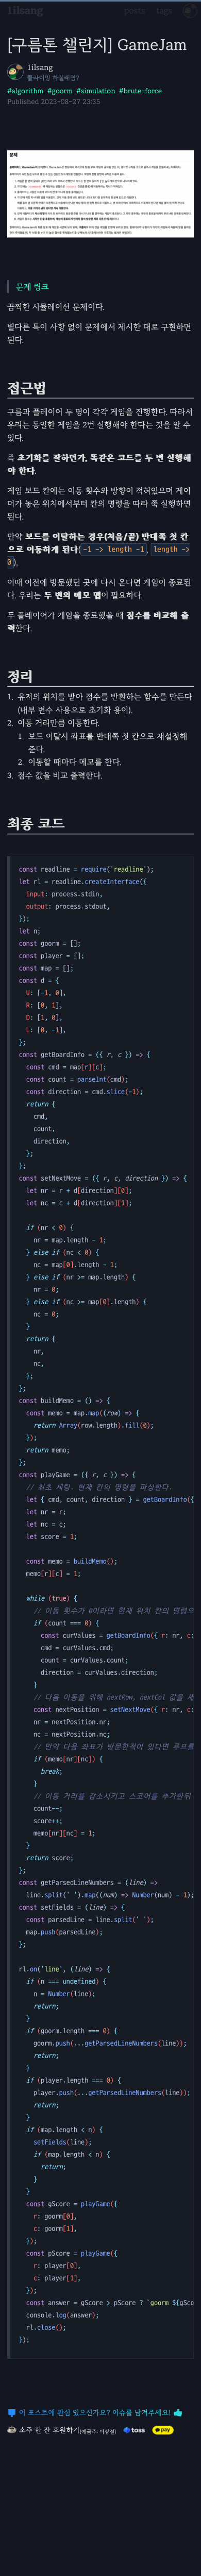 1ilsang
posts tags
[구름톤 챌린지] GameJam
1ilsang
클라이밍 하실래염?
#algorithm #goorm #simulation #brute-force
Published 2023-08-27 23:35
문제
문제 링크
끔찍한 시뮬레이션 문제이다.
별다른 특이 사항 없이 문제에서 제시한 대로 구현하면
된다.
접근법
구름과 플레이어 두 명이 각각 게임을 진행한다. 따라서
우리는 동일한 게임을 2번 실행해야 한다는 것을 알 수
있다.
즉 초기화를 잘하던가, 똑같은 코드를 두 번 실행해
야 한다.
게임 보드 칸에는 이동 횟수와 방향이 적혀있으며 게이
머가 놓은 위치에서부터 칸의 명령을 따라 쭉 실행하면
된다.
만약 보드를 이탈하는 경우(처음/끝) 반대쪽 첫 칸
으로 이동하게 된다(-1 -> length -1, length ->
0),
이때 이전에 방문했던 곳에 다시 온다면 게임이 종료된
다. 우리는 두 번의 메모 맵이 필요하다.
두 플레이어가 게임을 종료했을 때 점수를 비교해 출
력한다.
정리
1. 유저의 위치를 받아 점수를 반환하는 함수를 만든다
(내부 변수 사용으로 초기화 용이).
2. 이동 거리만큼 이동한다.
1. 보드 이탈시 좌표를 반대쪽 첫 칸으로 재설정해
준다.
2. 이동할 때마다 메모를 한다.
3. 점수 값을 비교 출력한다.
최종 코드
const readline = require('readline');
let rl = readline.createInterface({
input: process.stdin,
output: process.stdout,
});
let n;
const goorm = [];
const player = [];
const map = [];
const d = {
U: [-1, 0],
R: [0, 1],
D: [1, 0],
L: [0, -1],
};
const getBoardInfo = ({ r, c }) => {
const cmd = map[r][c];
const count = parseInt(cmd);
const direction = cmd.slice(-1);
return {
cmd,
count,
direction,
};
};
const setNextMove = ({ r, c, direction }) => {
let nr = r + d[direction][0];
let nc = c + d[direction][1];
if (nr < 0) {
nr = map.length - 1;
} else if (nc < 0) {
nc = map[0].length - 1;
} else if (nr >= map.length) {
nr = 0;
} else if (nc >= map[0].length) {
nc = 0;
}
return {
nr,
nc,
};
};
const buildMemo = () => {
const memo = map.map((row) => {
return Array(row.length).fill(0);
});
return memo;
};
const playGame = ({ r, c }) => {
// 최초 세팅. 현재 칸의 명령을 파싱한다.
let { cmd, count, direction } = getBoardInfo({
let nr = r;
let nc = c;
let score = 1;
const memo = buildMemo();
memo[r][c] = 1;
while (true) {
// 이동 횟수가 0이라면 현재 위치 칸의 명령으
if (count === 0) {
const curValues = getBoardInfo({ r: nr, c:
cmd = curValues.cmd;
count = curValues.count;
direction = curValues.direction;
}
// 다음 이동을 위해 nextRow, nextCol 값을 세
const nextPosition = setNextMove({ r: nr, c:
nr = nextPosition.nr;
nc = nextPosition.nc;
// 만약 다음 좌표가 방문한적이 있다면 루프를
if (memo[nr][nc]) {
break;
}
// 이동 거리를 감소시키고 스코어를 추가한뒤
count--;
score++;
memo[nr][nc] = 1;
}
return score;
};
const getParsedLineNumbers = (line) =>
line.split(' ').map((num) => Number(num) - 1);
const setFields = (line) => {
const parsedLine = line.split(' ');
map.push(parsedLine);
};
rl.on('line', (line) => {
if (n === undefined) {
n = Number(line);
return;
}
if (goorm.length === 0) {
goorm.push(...getParsedLineNumbers(line));
return;
}
if (player.length === 0) {
player.push(...getParsedLineNumbers(line));
return;
}
if (map.length < n) {
setFields(line);
if (map.length < n) {
return;
}
}
const gScore = playGame({
r: goorm[0],
c: goorm[1],
});
const pScore = playGame({
r: player[0],
c: player[1],
});
const answer = gScore > pScore ? `goorm ${gSco
console.log(answer);
rl.close();
});
이 포스트에 관심 있으신가요? 이슈를 남겨주세요!
소주 한 잔 후원하기(예금주: 이상철) toss pay